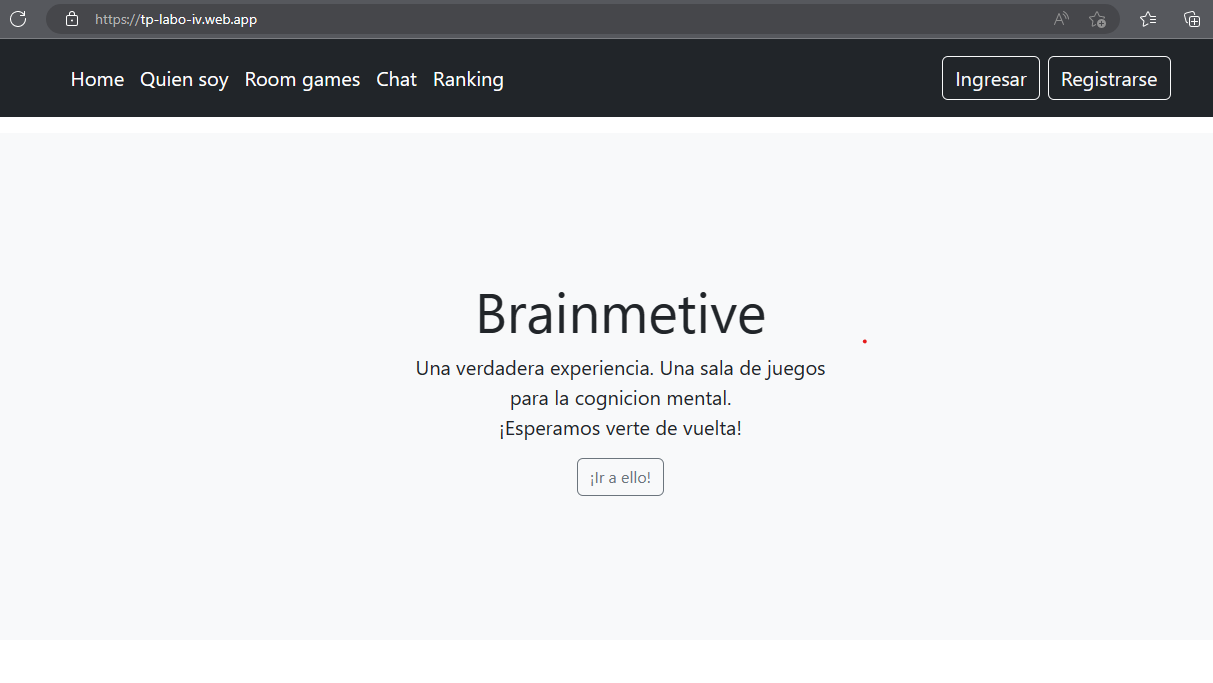 https://tp-labo-iv.web.app
Home Quien soy Room games Chat Ranking Ingresar Registrarse
Brainmetive
Una verdadera experiencia. Una sala de juegos
para la cognicion mental.
¡Esperamos verte de vuelta!
¡Ir a ello!